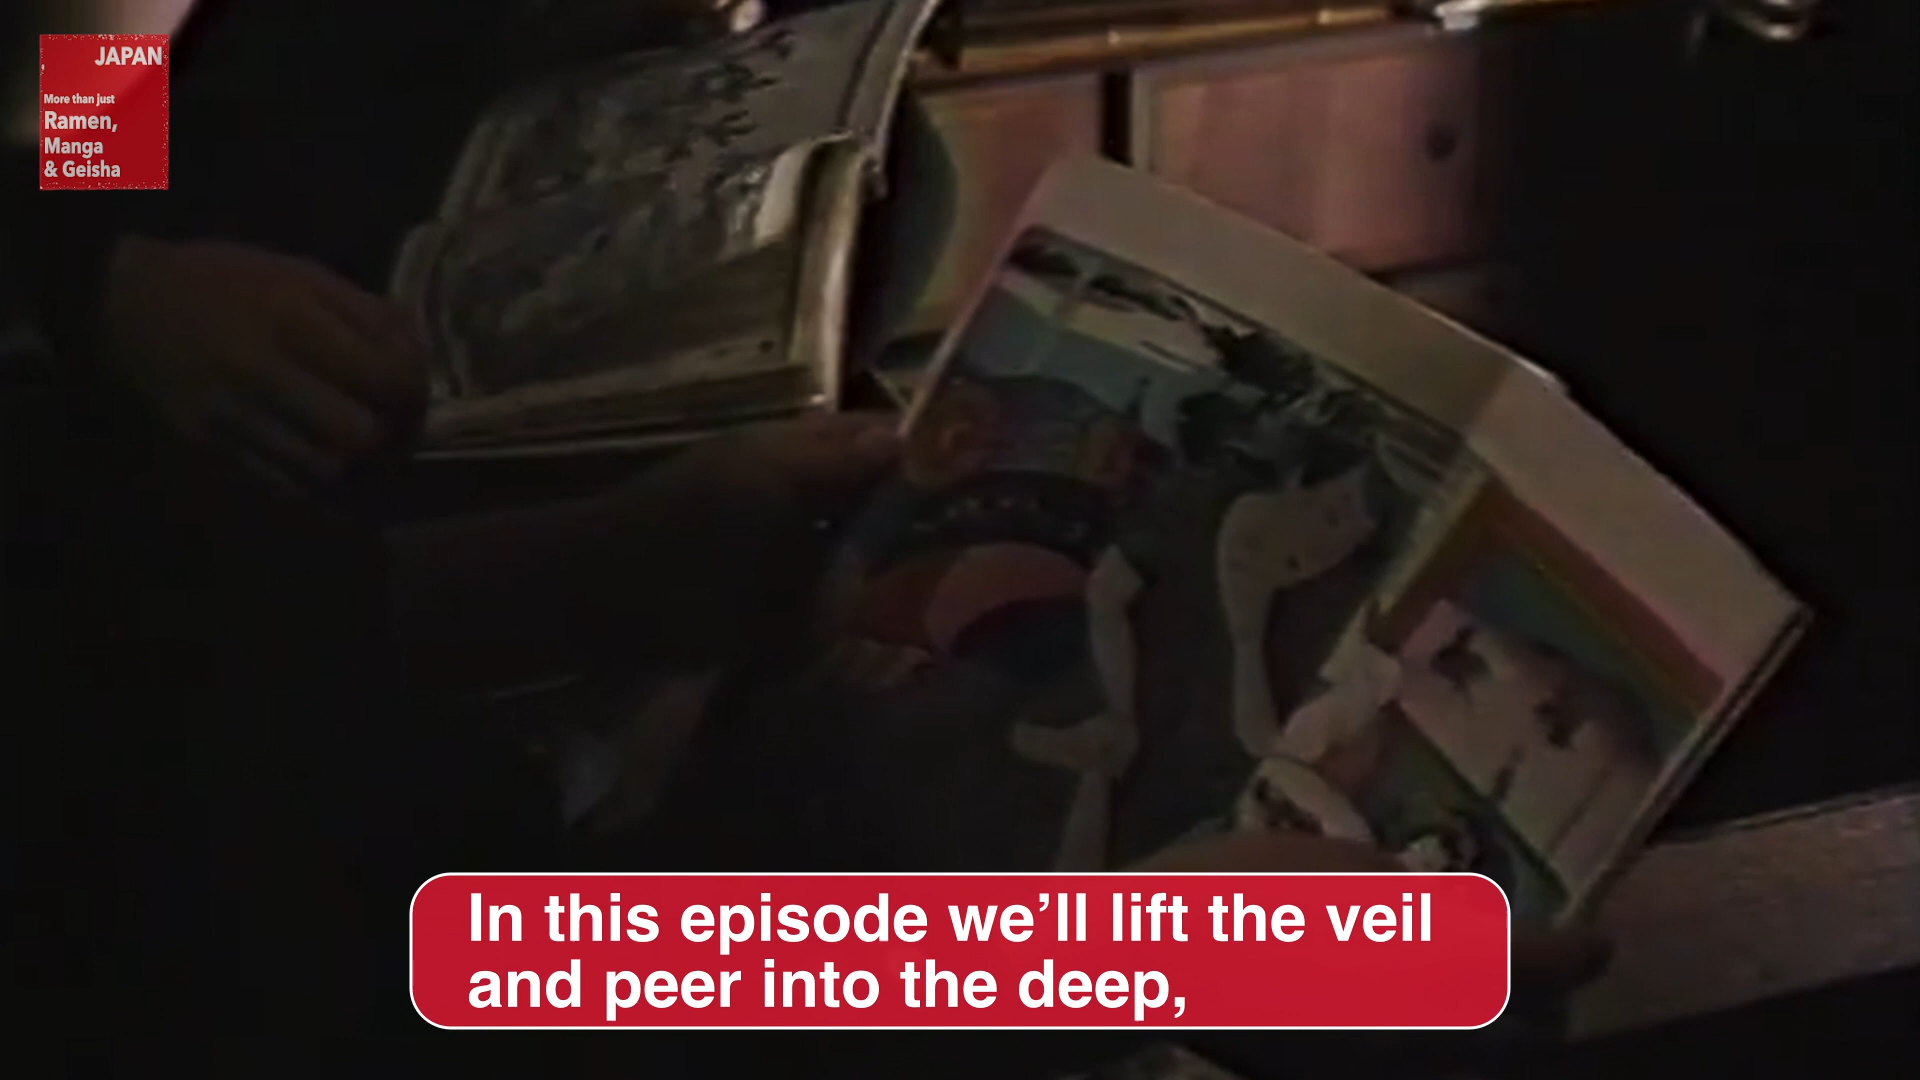 JAPAN
More than just
Ramen,
Manga
& Geisha
In this episode we’ll lift the veil
and peer into the deep,